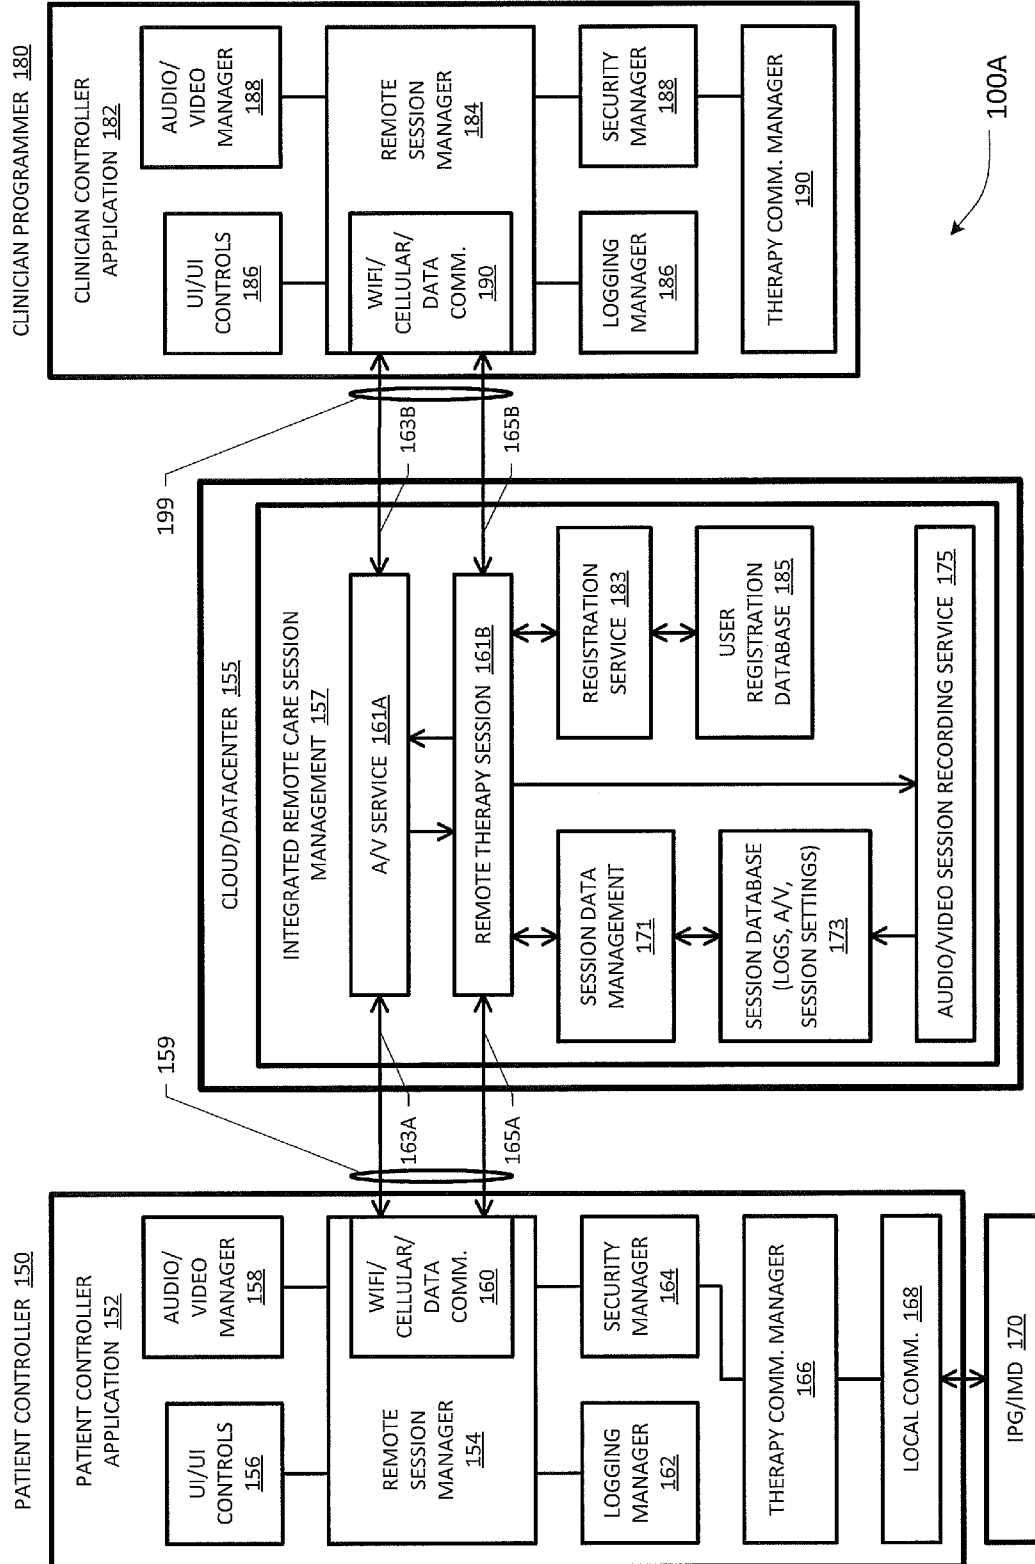 PATIENT CONTROLLER 150
PATIENT CONTROLLER
APPLICATION 152
UI/UI
CONTROLS
156
AUDIO/
VIDEO
MANAGER
158
REMOTE
SESSION
MANAGER
154
WIFI/
CELLULAR/
DATA
COMM.
160
LOGGING
MANAGER
162
SECURITY
MANAGER
164
THERAPY COMM. MANAGER
166
LOCAL COMM. 168
IPG/IMD 170
159
163A
165A
CLOUD/DATACENTER 155
INTEGRATED REMOTE CARE SESSION
MANAGEMENT 157
A/V SERVICE 161A
REMOTE THERAPY SESSION 161B
SESSION DATA
MANAGEMENT
171
REGISTRATION
SERVICE 183
SESSION DATABASE
(LOGS, A/V,
SESSION SETTINGS)
173
USER
REGISTRATION
DATABASE 185
AUDIO/VIDEO SESSION RECORDING SERVICE 175
199
163B
165B
CLINICIAN PROGRAMMER 180
CLINICIAN CONTROLLER
APPLICATION 182
UI/UI
CONTROLS
186
AUDIO/
VIDEO
MANAGER
188
WIFI/
CELLULAR/
DATA
COMM.
190
REMOTE
SESSION
MANAGER
184
LOGGING
MANAGER
186
SECURITY
MANAGER
188
THERAPY COMM. MANAGER
190
100A